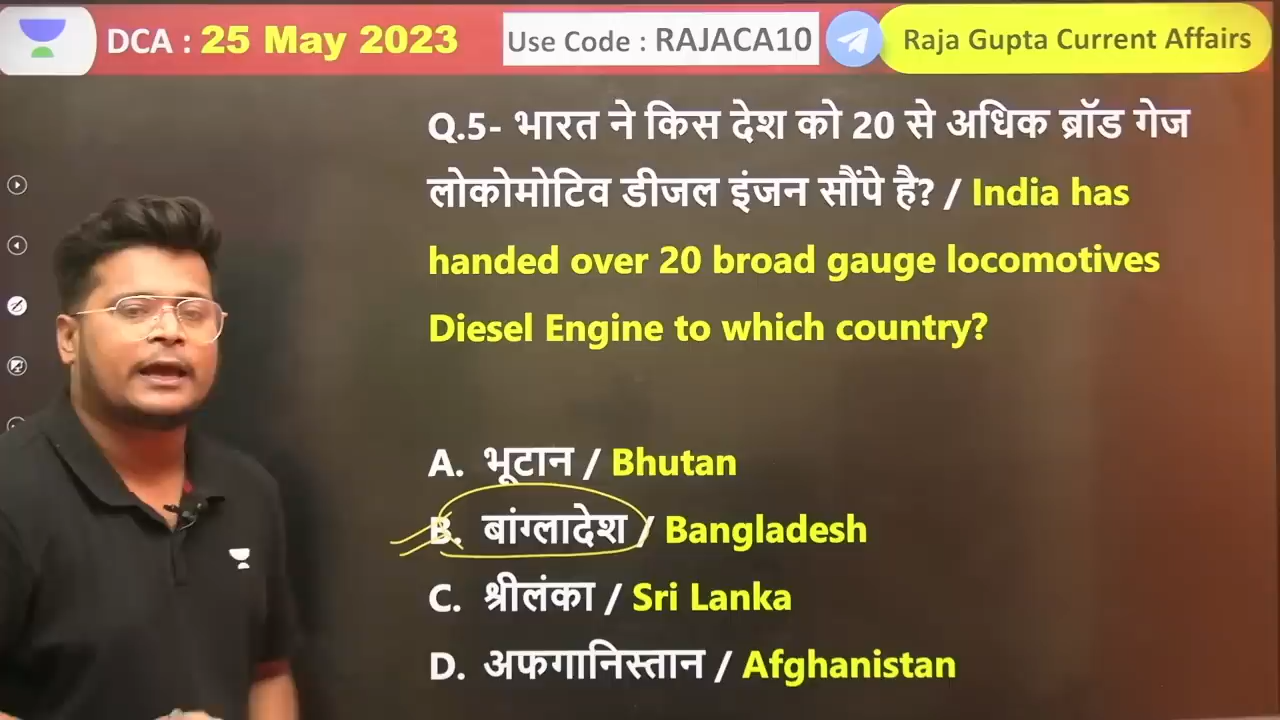 DCA : 25 May 2023
Use Code : RAJACA10
Raja Gupta Current Affairs
Q.5- भारत ने किस देश को 20 से अधिक ब्रॉड गेज
लोकोमोटिव डीजल इंजन सौंपे है? / India has
handed over 20 broad gauge locomotives
Diesel Engine to which country?
A. भूटान / Bhutan
B. बांग्लादेश / Bangladesh
C. श्रीलंका / Sri Lanka
D. अफगानिस्तान / Afghanistan